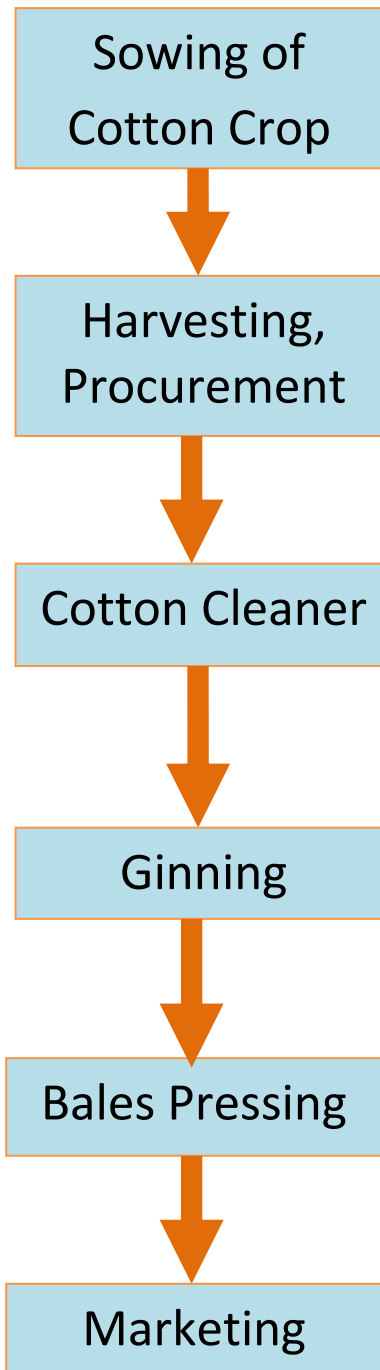 Sowing of
Cotton Crop
Harvesting,
Procurement
Cotton Cleaner
Ginning
Bales Pressing
Marketing